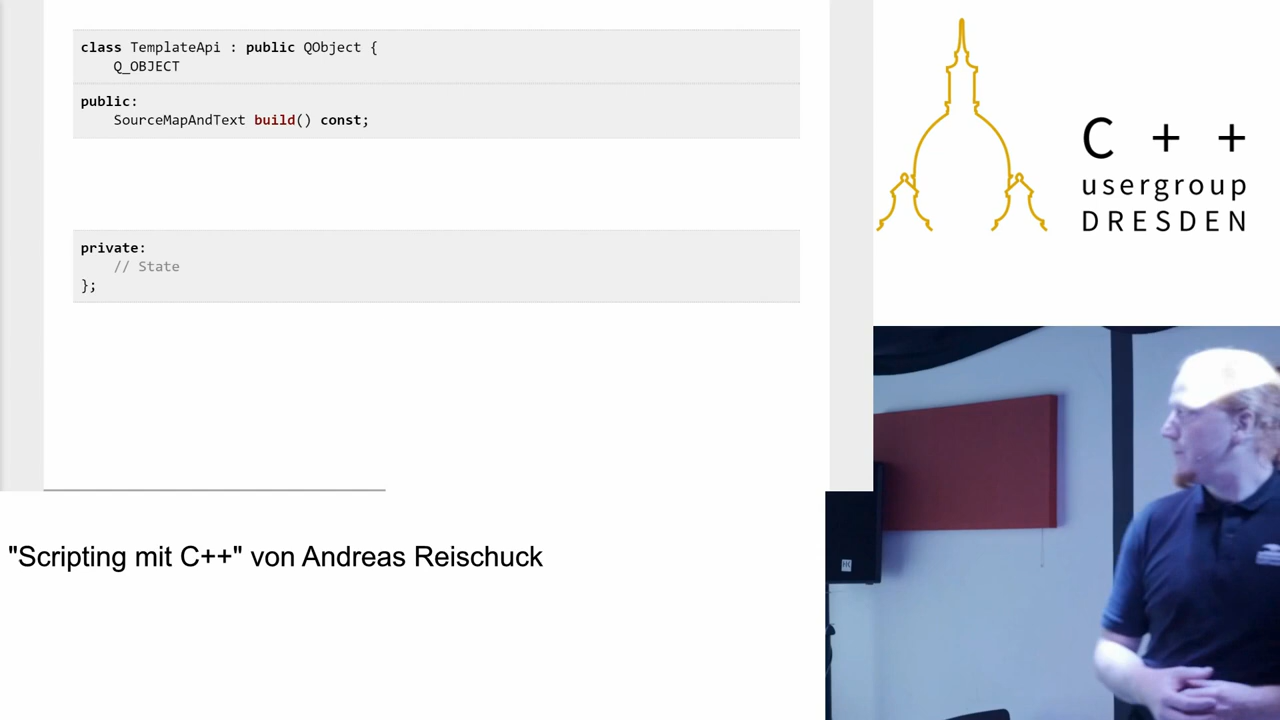 class TemplateApi : public QObject {
    Q_OBJECT
public:
    SourceMapAndText build() const;
private:
    // State
};
C + +
usergroup
DRESDEN
"Scripting mit C++" von Andreas Reischuck